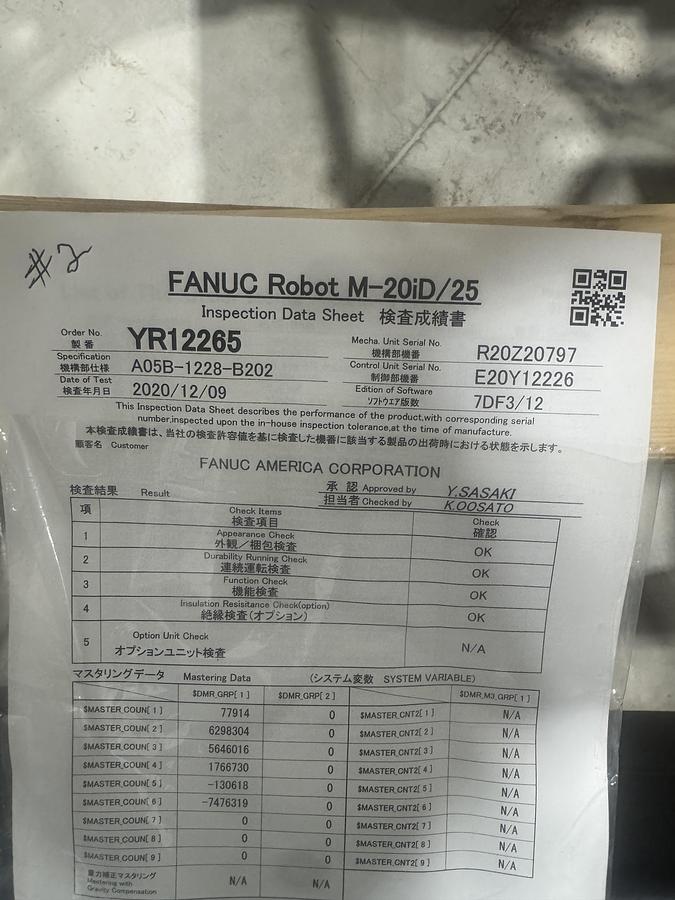 #2
FANUC Robot M-20iD/25
Inspection Data Sheet 検査成績書
Order No.
製番 YR12265
Mecha. Unit Serial No.
機構部機番 R20Z20797
Specification
機構部仕様 A05B-1228-B202
Control Unit Serial No.
制御部機番 E20Y12226
Date of Test
検査年月日 2020/12/09
Edition of Software
ソフトウエア版数 7DF3/12
This Inspection Data Sheet describes the performance of the product,with corresponding serial
number,inspected upon the in-house inspection tolerance,at the time of manufacture.
本検査成績書は、当社の検査許容値を基に検査した機番に該当する製品の出荷時における状態を示します。
顧客名 Customer
FANUC AMERICA CORPORATION
検査結果 Result
承認 Approved by Y.SASAKI
担当者 Checked by K.OOSATO
項 Check Items Check
検査項目 確認
1 Appearance Check
外観／梱包検査 OK
2 Durability Running Check
連続運転検査 OK
3 Function Check
機能検査 OK
4 Insulation Resisitance Check(option)
絶縁検査(オプション) OK
5 Option Unit Check
オプションユニット検査 N/A
マスタリングデータ Mastering Data (システム変数 SYSTEM VARIABLE)
$DMR_GRP[ 1 ] $DMR_GRP[ 2 ] $DMR_M3_GRP[ 1 ]
$MASTER_COUN[ 1 ] 77914 0 $MASTER_CNT2[ 1 ] N/A
$MASTER_COUN[ 2 ] 6298304 0 $MASTER_CNT2[ 2 ] N/A
$MASTER_COUN[ 3 ] 5646016 0 $MASTER_CNT2[ 3 ] N/A
$MASTER_COUN[ 4 ] 1766730 0 $MASTER_CNT2[ 4 ] N/A
$MASTER_COUN[ 5 ] -130618 0 $MASTER_CNT2[ 5 ] N/A
$MASTER_COUN[ 6 ] -7476319 0 $MASTER_CNT2[ 6 ] N/A
$MASTER_COUN[ 7 ] 0 0 $MASTER_CNT2[ 7 ] N/A
$MASTER_COUN[ 8 ] 0 0 $MASTER_CNT2[ 8 ] N/A
$MASTER_COUN[ 9 ] 0 0 $MASTER_CNT2[ 9 ] N/A
重力補正マスタリング
Mastering with
Gravity Compensation N/A N/A